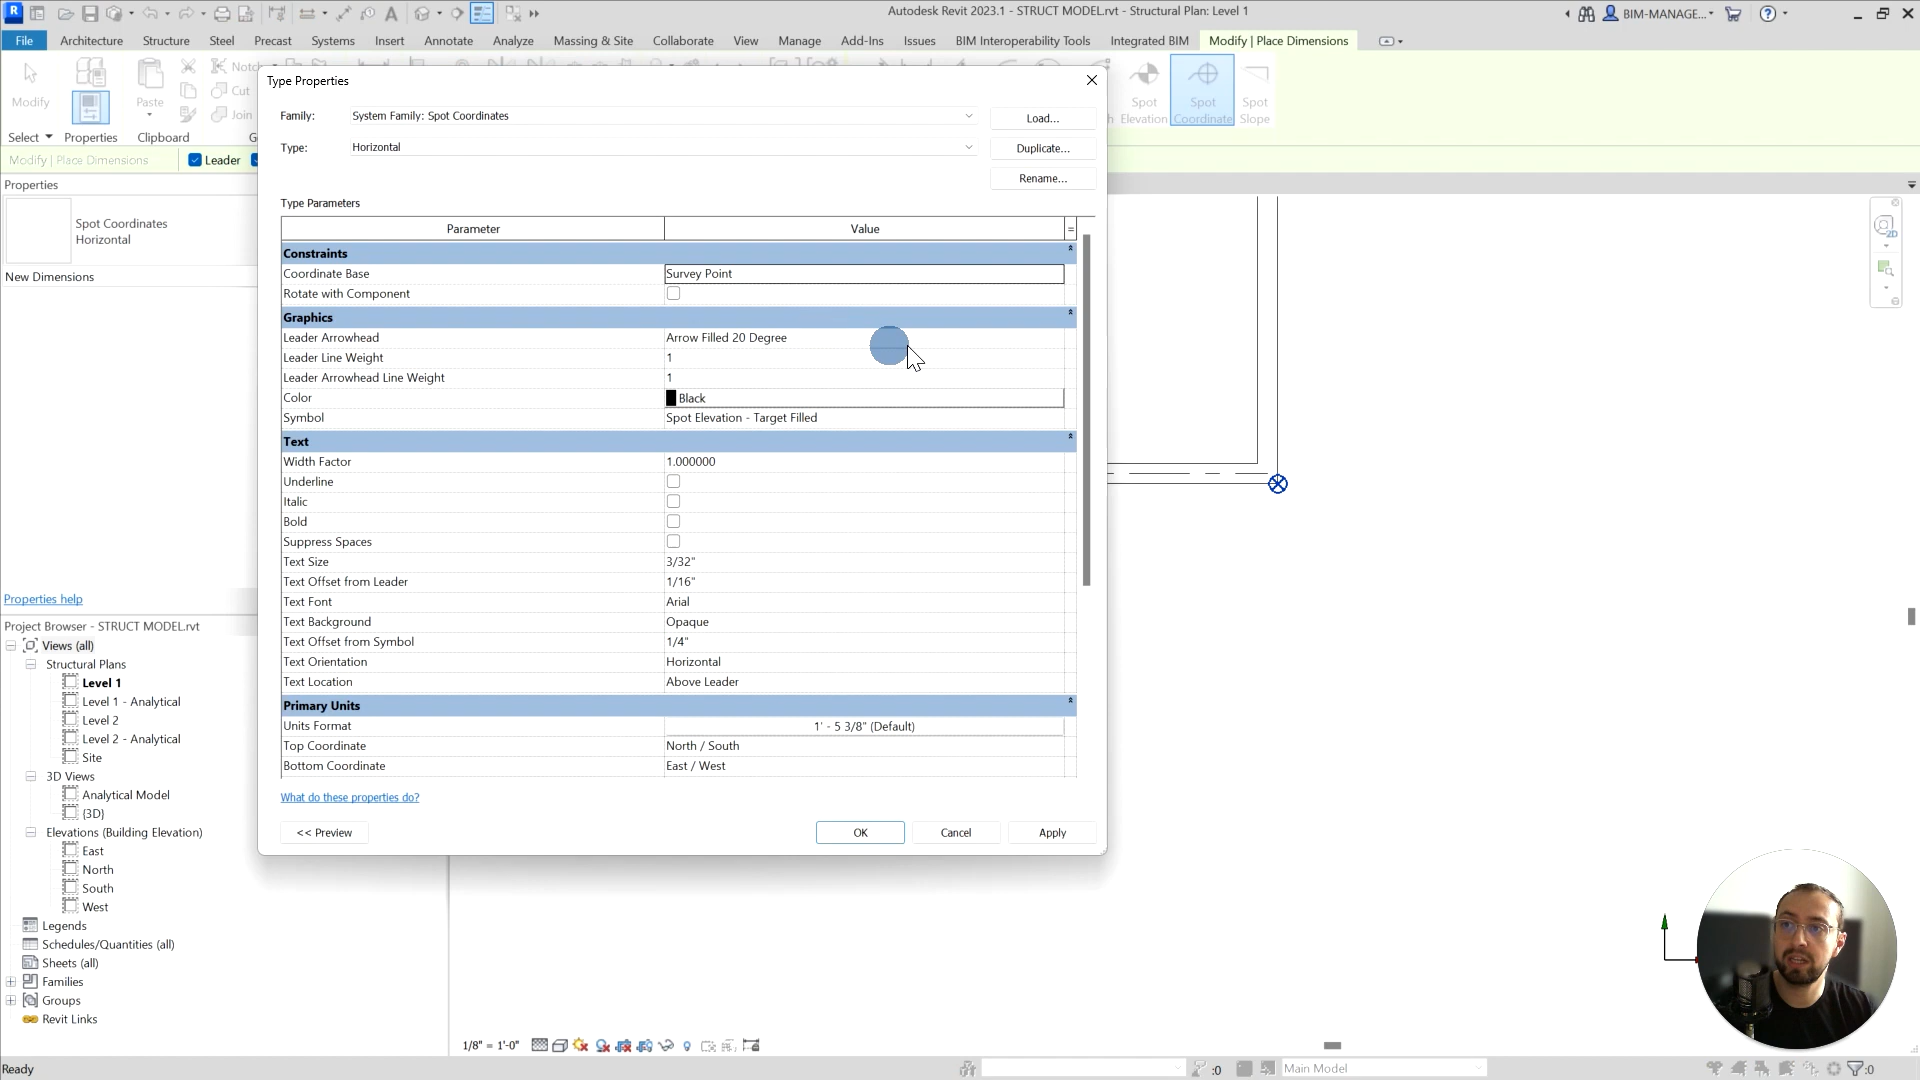 Autodesk Revit 2023.1 - STRUCT MODEL.rvt - Structural Plan: Level 1
BIM-MANAGE...
File Architecture Structure Steel Precast Systems Insert Annotate Analyze Massing & Site Collaborate View Manage Add-Ins Issues BIM Interoperability Tools Integrated BIM Modify | Place Dimensions
Modify
Paste
Cut
Join
Spot Elevation
Spot Coordinate
Spot Slope
Select Properties Clipboard
Modify | Place Dimensions Leader
Properties
Spot Coordinates
Horizontal
New Dimensions
Properties help
Project Browser - STRUCT MODEL.rvt
Views (all)
Structural Plans
Level 1
Level 1 - Analytical
Level 2
Level 2 - Analytical
Site
3D Views
Analytical Model
{3D}
Elevations (Building Elevation)
East
North
South
West
Legends
Schedules/Quantities (all)
Sheets (all)
Families
Groups
Revit Links
Type Properties
Family: System Family: Spot Coordinates Load...
Type: Horizontal Duplicate...
Rename...
Type Parameters
Parameter Value =
Constraints
Coordinate Base Survey Point
Rotate with Component
Graphics
Leader Arrowhead Arrow Filled 20 Degree
Leader Line Weight 1
Leader Arrowhead Line Weight 1
Color Black
Symbol Spot Elevation - Target Filled
Text
Width Factor 1.000000
Underline
Italic
Bold
Suppress Spaces
Text Size 3/32"
Text Offset from Leader 1/16"
Text Font Arial
Text Background Opaque
Text Offset from Symbol 1/4"
Text Orientation Horizontal
Text Location Above Leader
Primary Units
Units Format 1' - 5 3/8" (Default)
Top Coordinate North / South
Bottom Coordinate East / West
What do these properties do?
<< Preview OK Cancel Apply
2D
1/8" = 1'-0"
Ready :0 Main Model :0